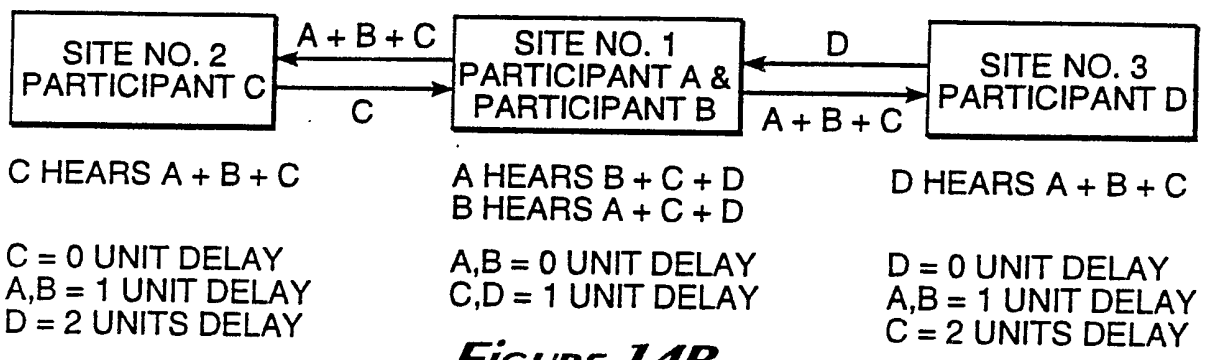 SITE NO. 2
PARTICIPANT C
A + B + C
C
SITE NO. 1
PARTICIPANT A &
PARTICIPANT B
D
A + B + C
SITE NO. 3
PARTICIPANT D
C HEARS A + B + C
A HEARS B + C + D
B HEARS A + C + D
D HEARS A + B + C
C = 0 UNIT DELAY
A,B = 1 UNIT DELAY
D = 2 UNITS DELAY
A,B = 0 UNIT DELAY
C,D = 1 UNIT DELAY
D = 0 UNIT DELAY
A,B = 1 UNIT DELAY
C = 2 UNITS DELAY
FIGURE 14B